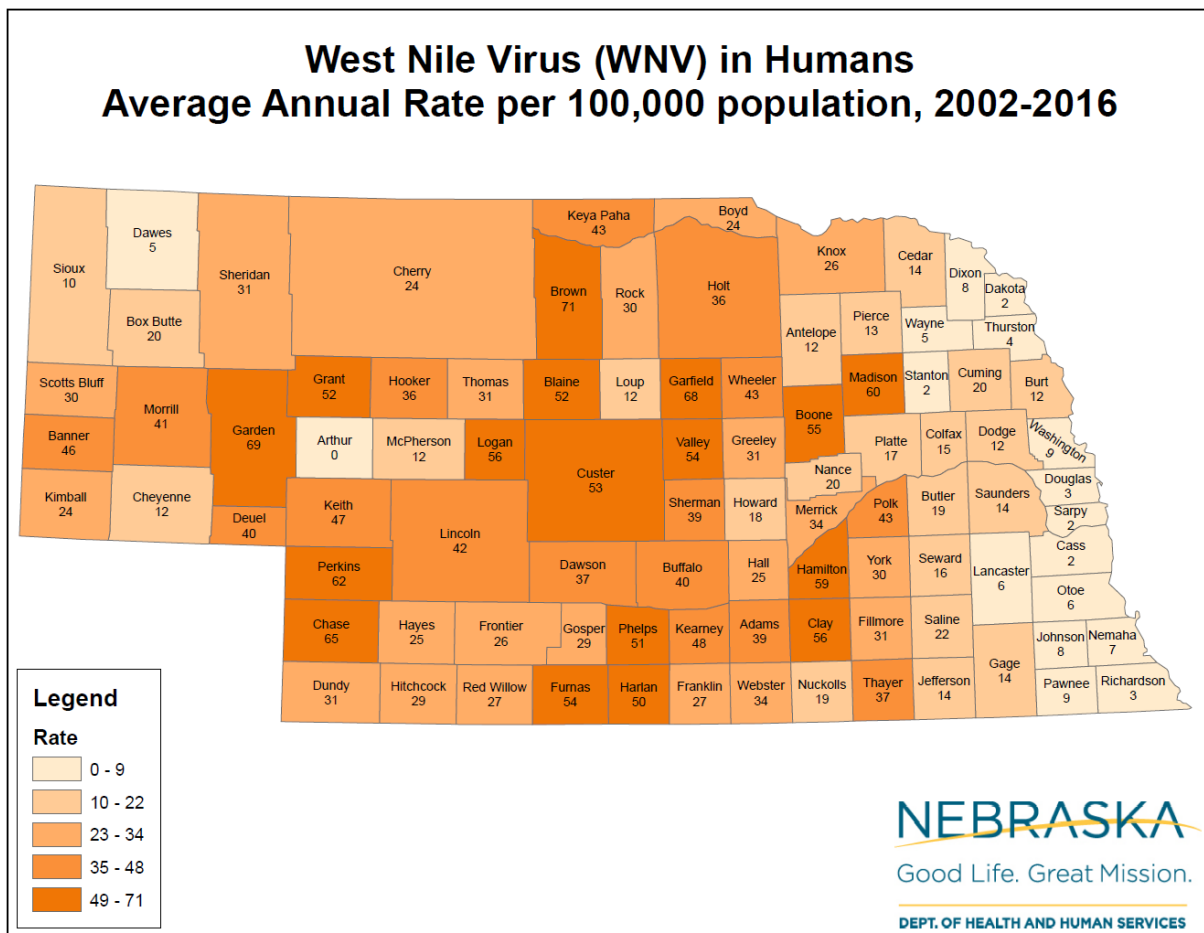 West Nile Virus (WNV) in Humans
Average Annual Rate per 100,000 population, 2002-2016
Sioux
10
Dawes
5
Box Butte
20
Sheridan
31
Cherry
24
Keya Paha
43
Boyd
24
Brown
71
Rock
30
Holt
36
Knox
26
Cedar
14
Dixon
8
Dakota
2
Antelope
12
Pierce
13
Wayne
5
Thurston
4
Scotts Bluff
30
Banner
46
Kimball
24
Morrill
41
Cheyenne
12
Garden
69
Deuel
40
Grant
52
Hooker
36
Thomas
31
Blaine
52
Loup
12
Garfield
68
Wheeler
43
Boone
55
Madison
60
Stanton
2
Cuming
20
Burt
12
Arthur
0
McPherson
12
Logan
56
Custer
53
Valley
54
Greeley
31
Nance
20
Platte
17
Colfax
15
Dodge
12
Washington
9
Douglas
3
Sarpy
2
Keith
47
Lincoln
42
Sherman
39
Howard
18
Merrick
34
Polk
43
Butler
19
Saunders
14
Perkins
62
Dawson
37
Buffalo
40
Hall
25
Hamilton
59
York
30
Seward
16
Lancaster
6
Cass
2
Otoe
6
Chase
65
Hayes
25
Frontier
26
Gosper
29
Phelps
51
Kearney
48
Adams
39
Clay
56
Fillmore
31
Saline
22
Gage
14
Johnson
8
Nemaha
7
Dundy
31
Hitchcock
29
Red Willow
27
Furnas
54
Harlan
50
Franklin
27
Webster
34
Nuckolls
19
Thayer
37
Jefferson
14
Pawnee
9
Richardson
3
Legend
Rate
0 - 9
10 - 22
23 - 34
35 - 48
49 - 71
NEBRASKA
Good Life. Great Mission.
DEPT. OF HEALTH AND HUMAN SERVICES